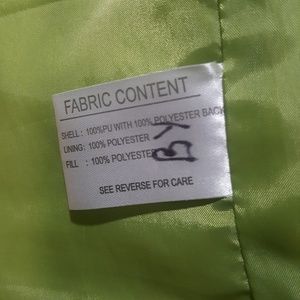 FABRIC CONTENT
SHELL : 100%PU WITH 100% POLYESTER BACK
LINING: 100% POLYESTER
FILL : 100% POLYESTER
BY
SEE REVERSE FOR CARE